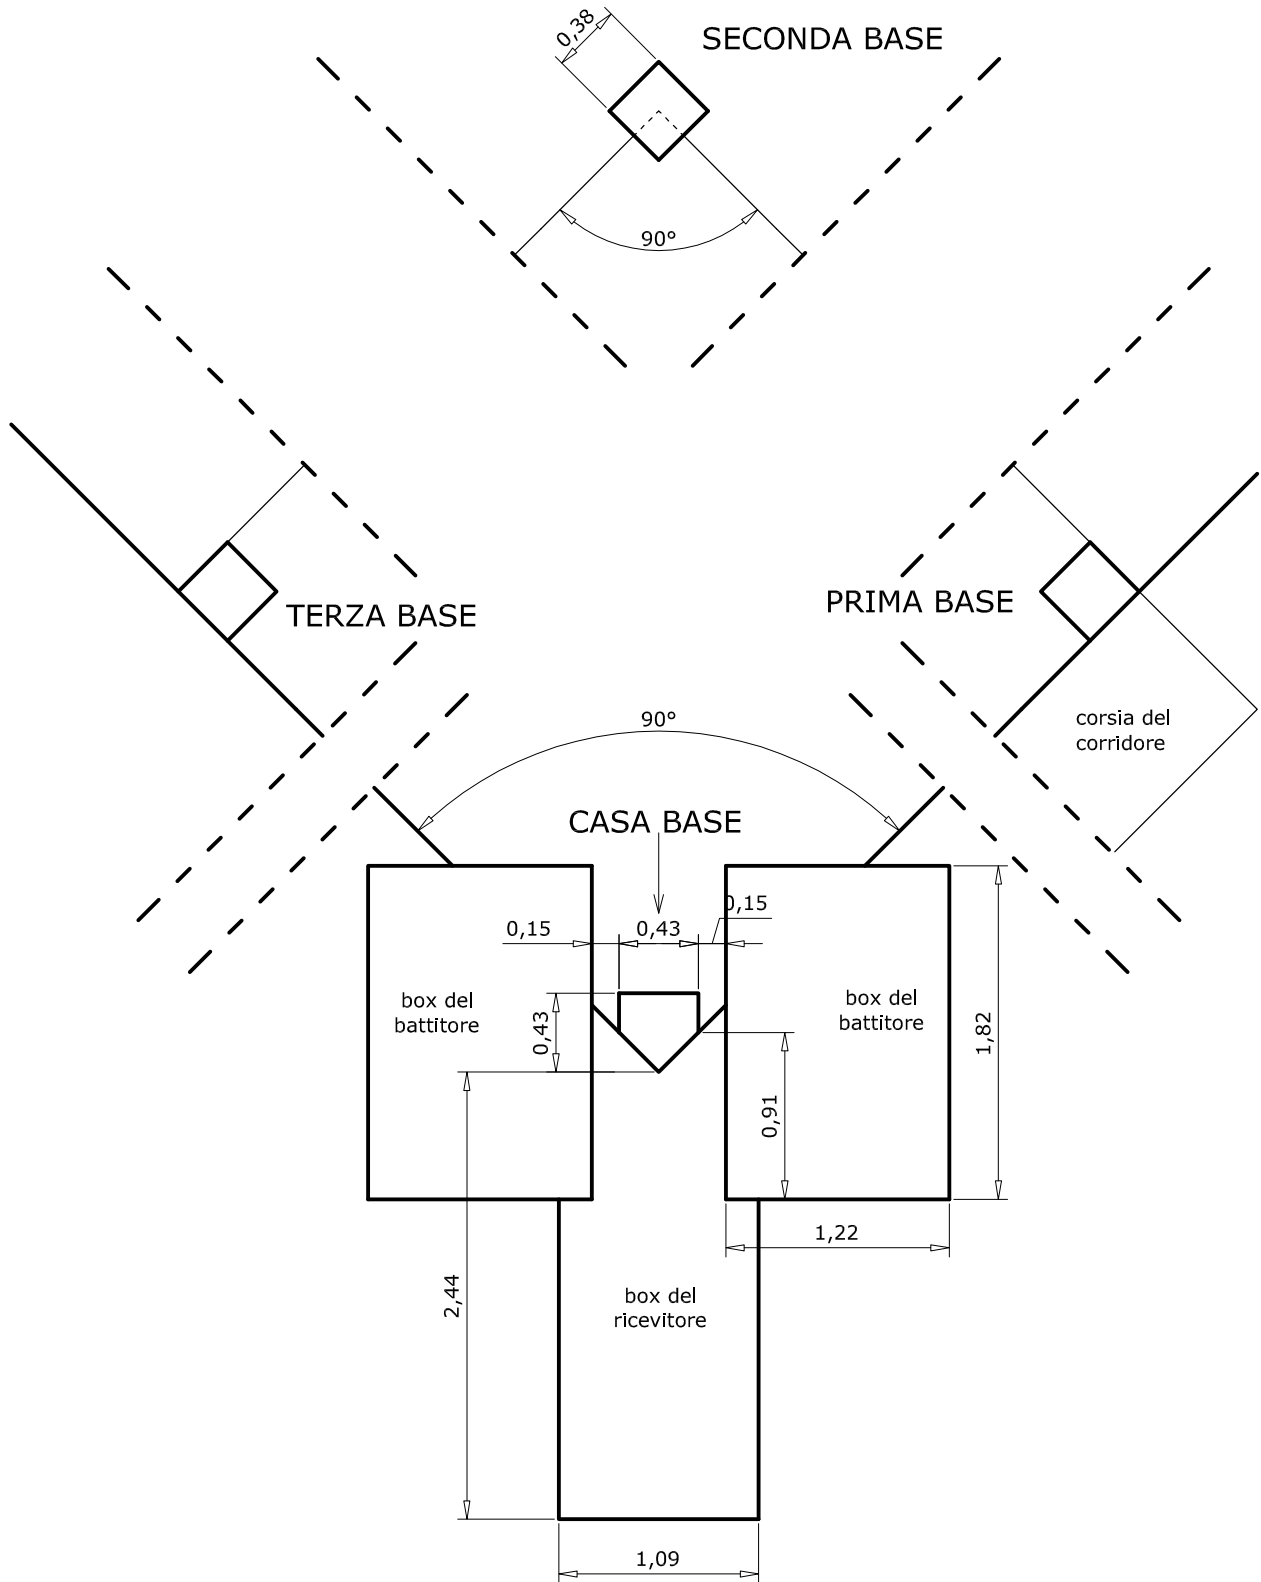 0,38
SECONDA BASE
90°
TERZA BASE
PRIMA BASE
corsia del
corridore
90°
CASA BASE
0,15
0,43
0,15
box del
battitore
0,43
box del
battitore
1,82
0,91
1,22
2,44
box del
ricevitore
1,09